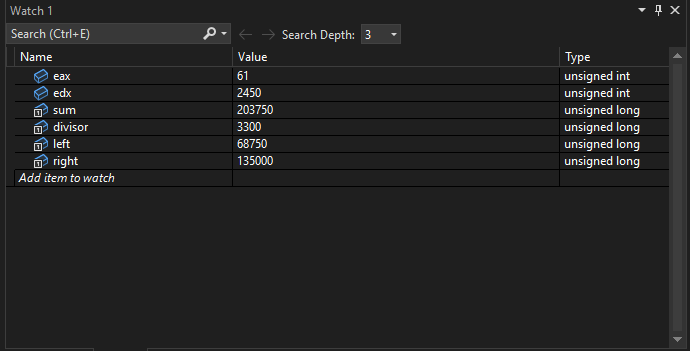 Watch 1
Search (Ctrl+E) Search Depth: 3
Name Value Type
eax 61 unsigned int
edx 2450 unsigned int
sum 203750 unsigned long
divisor 3300 unsigned long
left 68750 unsigned long
right 135000 unsigned long
Add item to watch